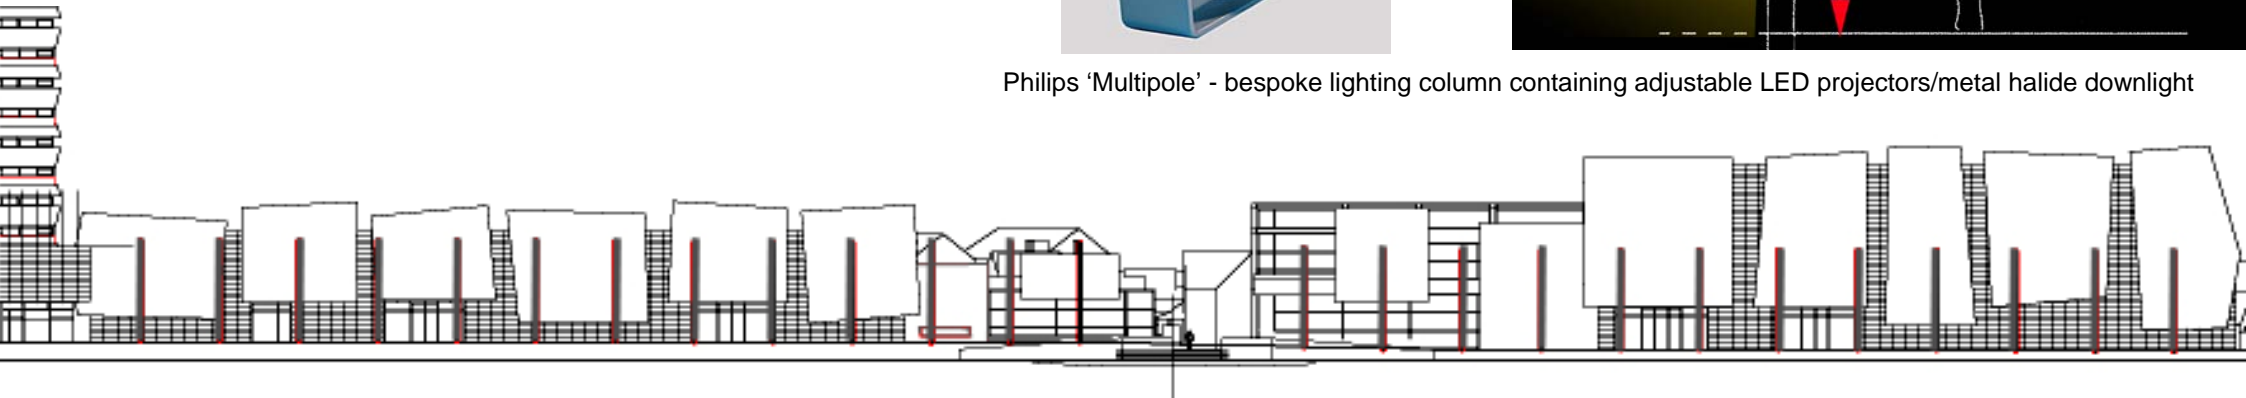 Philips ‘Multipole’ - bespoke lighting column containing adjustable LED projectors/metal halide downlight